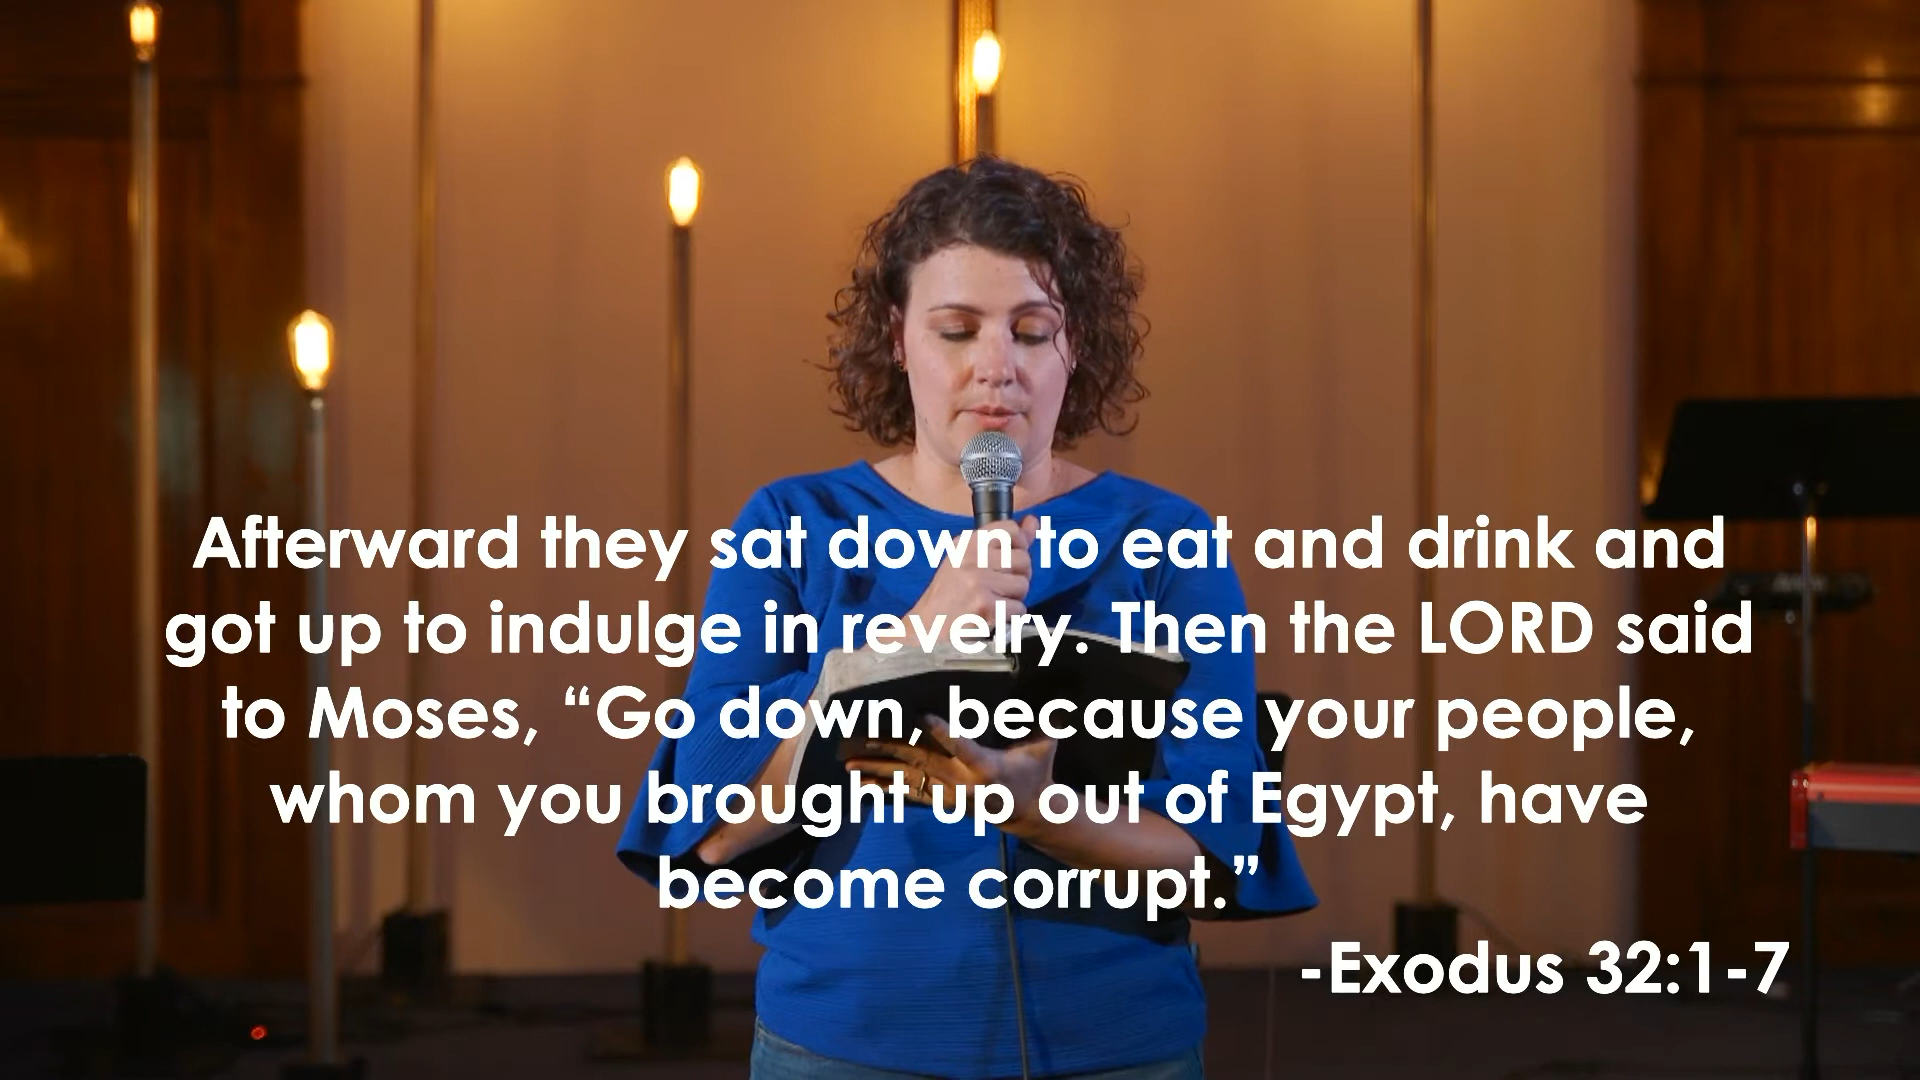 Afterward they sat down to eat and drink and
got up to indulge in revelry. Then the LORD said
to Moses, “Go down, because your people,
whom you brought up out of Egypt, have
become corrupt.”
-Exodus 32:1-7